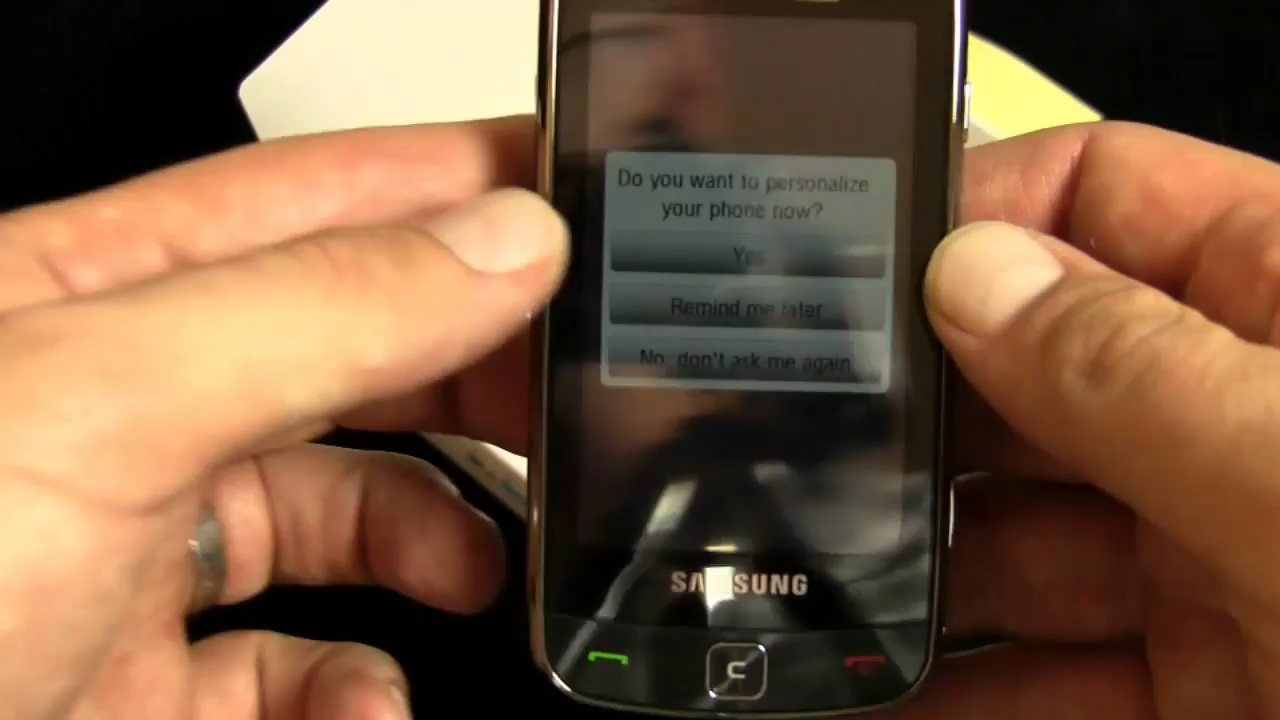 Do you want to personalize
your phone now?
Yes
Remind me later
No, don't ask me again
SAMSUNG
C